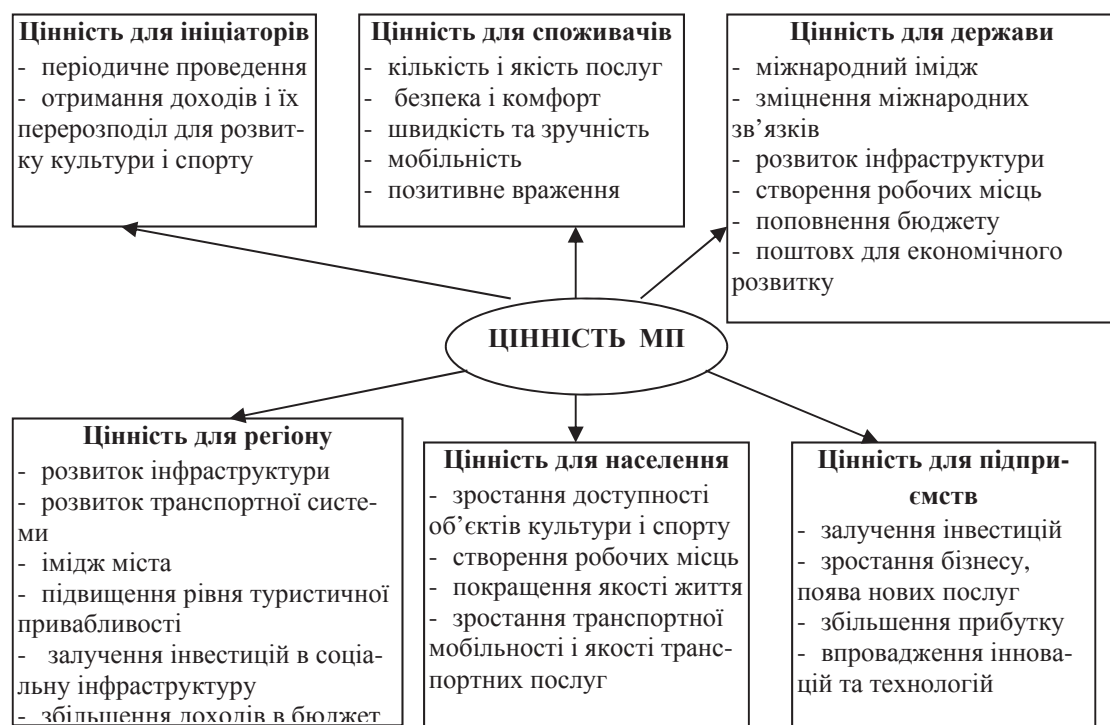 Цінність для ініціаторів
- періодичне проведення
- отримання доходів і їх
перерозподіл для розвит-
ку культури і спорту
Цінність для споживачів
- кількість і якість послуг
- безпека і комфорт
- швидкість та зручність
- мобільність
- позитивне враження
Цінність для держави
- міжнародний імідж
- зміцнення міжнародних
зв’язків
- розвиток інфраструктури
- створення робочих місць
- поповнення бюджету
- поштовх для економічного
розвитку
ЦІННІСТЬ МП
Цінність для регіону
- розвиток інфраструктури
- розвиток транспортної систе-
ми
- імідж міста
- підвищення рівня туристичної
привабливості
- залучення інвестицій в соціа-
льну інфраструктуру
- збільшення доходів в бюджет
Цінність для населення
- зростання доступності
об’єктів культури і спорту
- створення робочих місць
- покращення якості життя
- зростання транспортної
мобільності і якості транс-
портних послуг
Цінність для підпри-
ємств
- залучення інвестицій
- зростання бізнесу,
поява нових послуг
- збільшення прибутку
- впровадження іннова-
цій та технологій